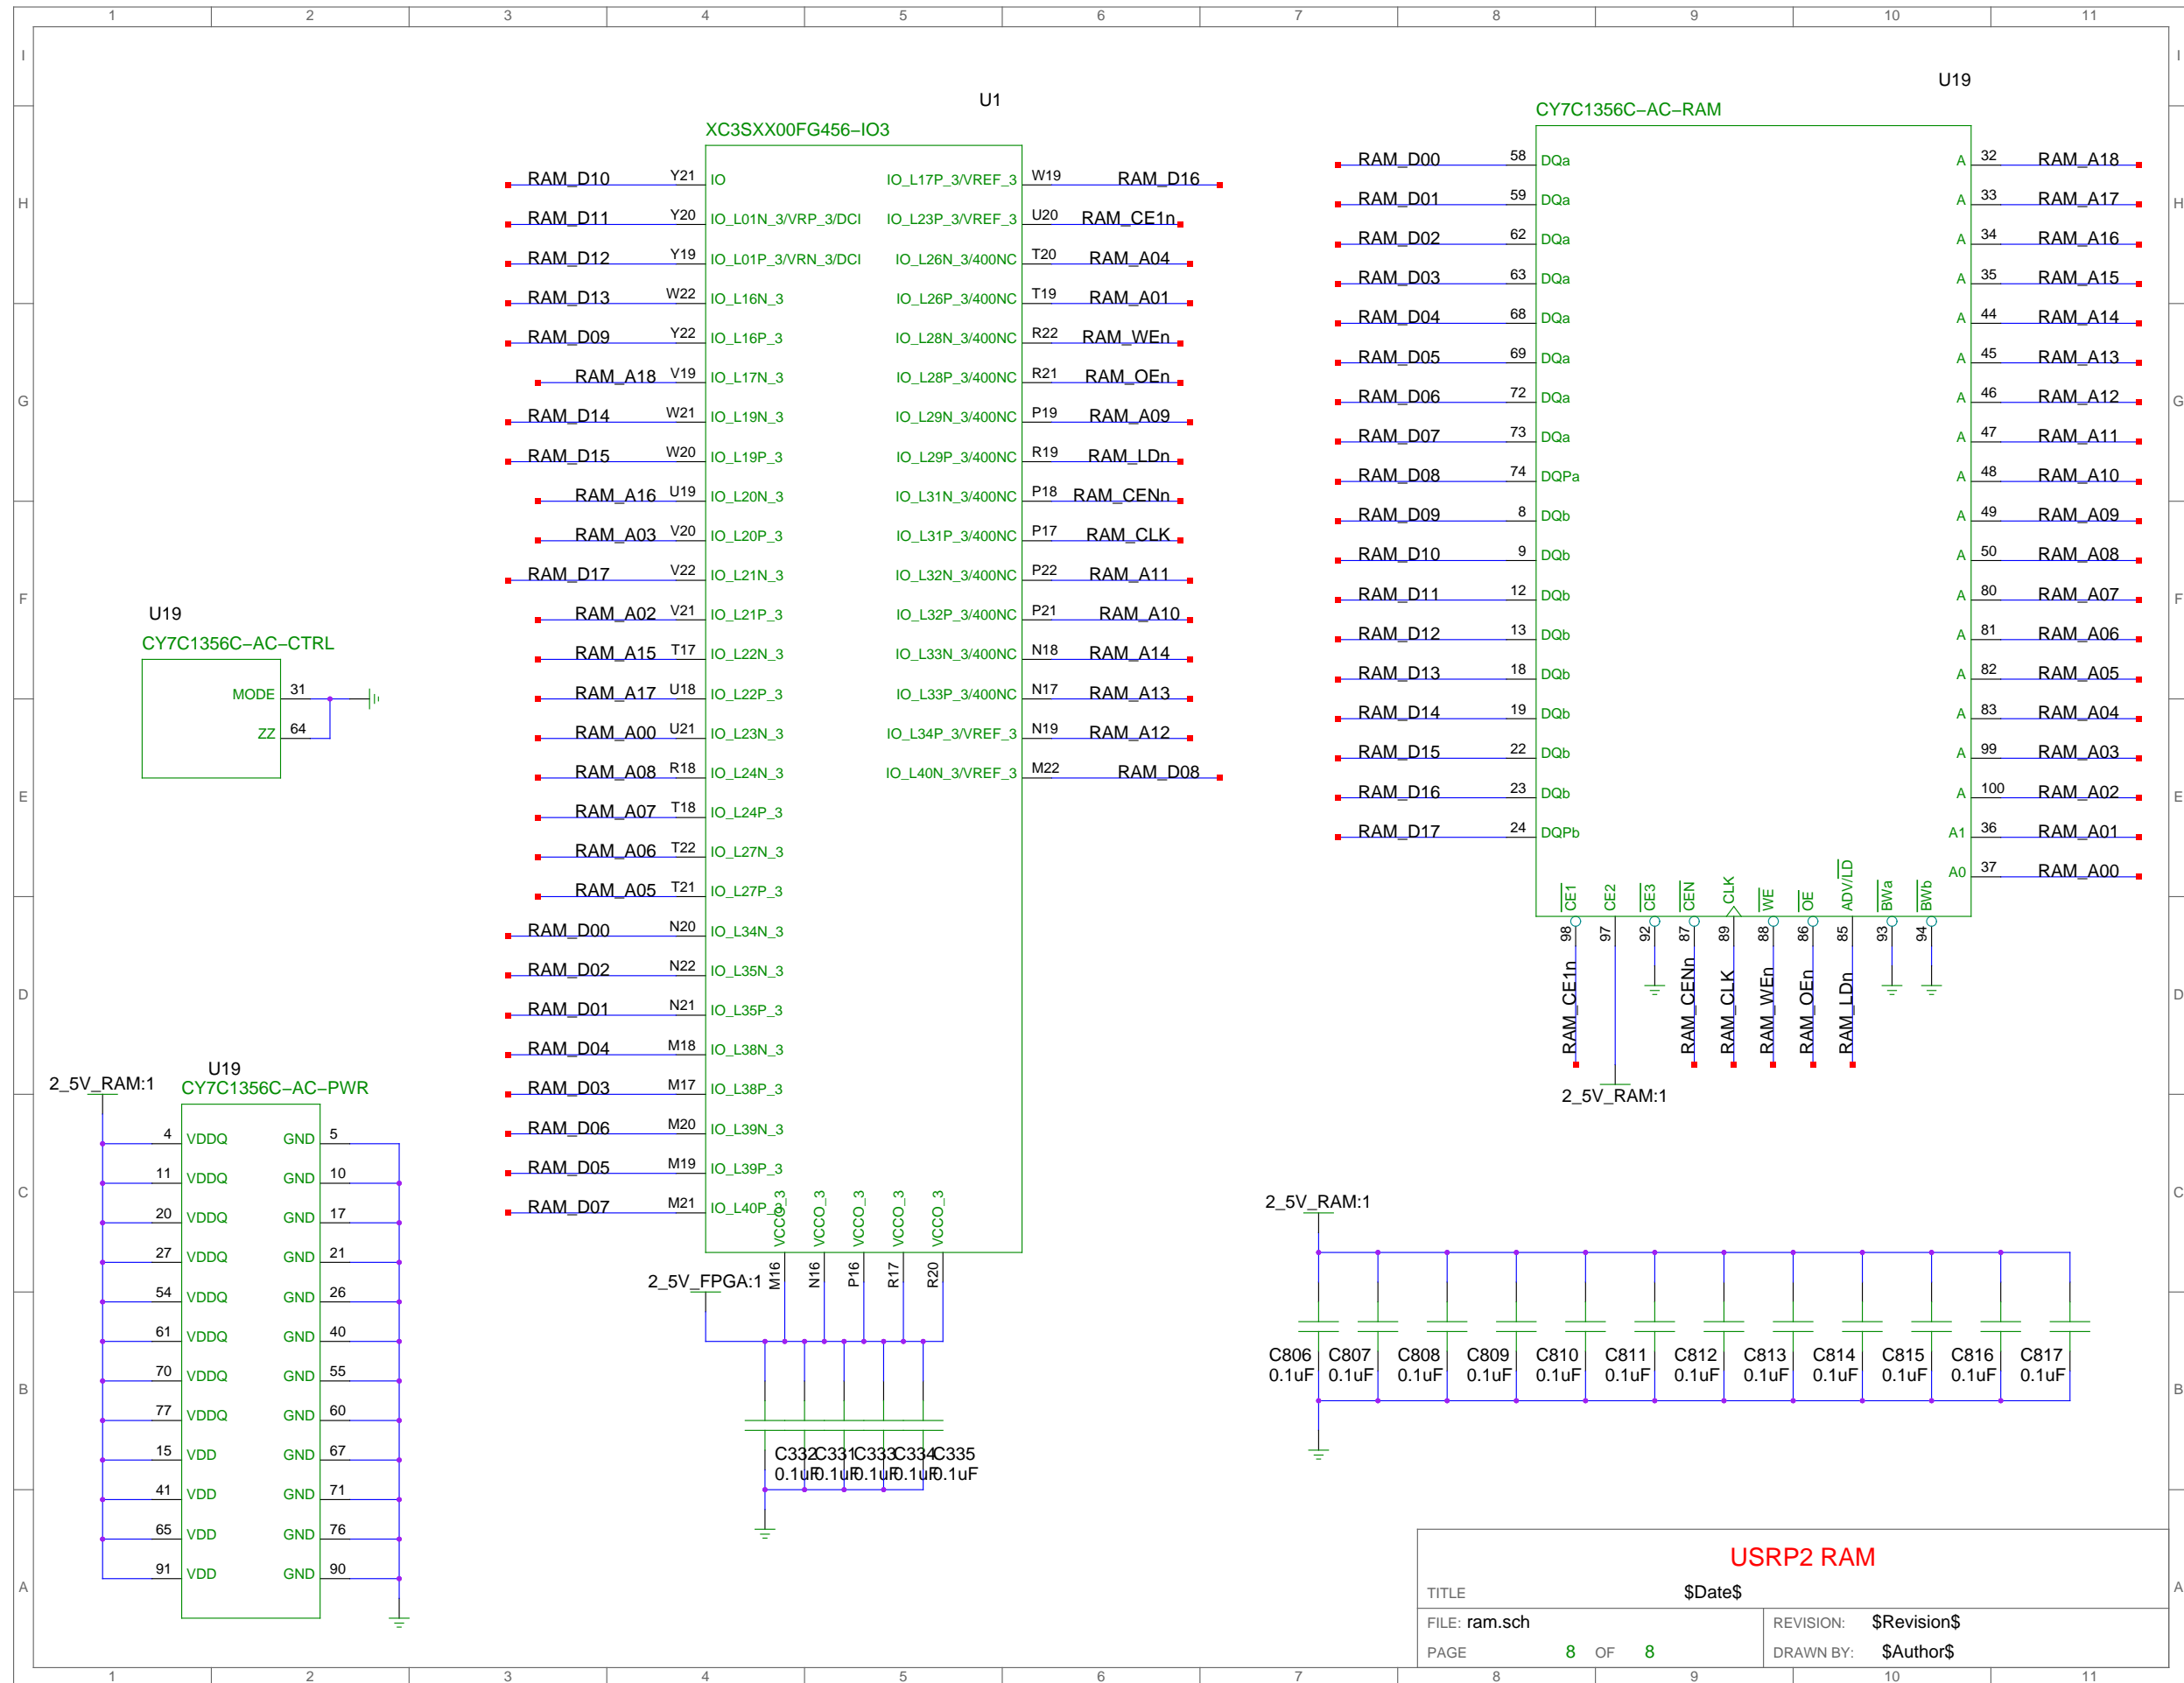 1 2 3 4 5 6 7 8 9 10 11
I I
H H
G G
F F
E E
D D
C C
B B
A A
U1
XC3SXX00FG456−IO3
RAM_D10 Y21 IO IO_L17P_3/VREF_3 W19 RAM_D16
RAM_D11 Y20 IO_L01N_3/VRP_3/DCI IO_L23P_3/VREF_3 U20 RAM_CE1n
RAM_D12 Y19 IO_L01P_3/VRN_3/DCI IO_L26N_3/400NC T20 RAM_A04
RAM_D13 W22 IO_L16N_3 IO_L26P_3/400NC T19 RAM_A01
RAM_D09 Y22 IO_L16P_3 IO_L28N_3/400NC R22 RAM_WEn
RAM_A18 V19 IO_L17N_3 IO_L28P_3/400NC R21 RAM_OEn
RAM_D14 W21 IO_L19N_3 IO_L29N_3/400NC P19 RAM_A09
RAM_D15 W20 IO_L19P_3 IO_L29P_3/400NC R19 RAM_LDn
RAM_A16 U19 IO_L20N_3 IO_L31N_3/400NC P18 RAM_CENn
RAM_A03 V20 IO_L20P_3 IO_L31P_3/400NC P17 RAM_CLK
RAM_D17 V22 IO_L21N_3 IO_L32N_3/400NC P22 RAM_A11
RAM_A02 V21 IO_L21P_3 IO_L32P_3/400NC P21 RAM_A10
RAM_A15 T17 IO_L22N_3 IO_L33N_3/400NC N18 RAM_A14
RAM_A17 U18 IO_L22P_3 IO_L33P_3/400NC N17 RAM_A13
RAM_A00 U21 IO_L23N_3 IO_L34P_3/VREF_3 N19 RAM_A12
RAM_A08 R18 IO_L24N_3 IO_L40N_3/VREF_3 M22 RAM_D08
RAM_A07 T18 IO_L24P_3
RAM_A06 T22 IO_L27N_3
RAM_A05 T21 IO_L27P_3
RAM_D00 N20 IO_L34N_3
RAM_D02 N22 IO_L35N_3
RAM_D01 N21 IO_L35P_3
RAM_D04 M18 IO_L38N_3
RAM_D03 M17 IO_L38P_3
RAM_D06 M20 IO_L39N_3
RAM_D05 M19 IO_L39P_3
RAM_D07 M21 IO_L40P_3
VCCO_3 VCCO_3 VCCO_3 VCCO_3 VCCO_3
M16 N16 P16 R17 R20
2_5V_FPGA:1
C332 C331 C333 C334 C335
0.1uF 0.1uF 0.1uF 0.1uF 0.1uF
U19
CY7C1356C−AC−RAM
RAM_D00 58 DQa A 32 RAM_A18
RAM_D01 59 DQa A 33 RAM_A17
RAM_D02 62 DQa A 34 RAM_A16
RAM_D03 63 DQa A 35 RAM_A15
RAM_D04 68 DQa A 44 RAM_A14
RAM_D05 69 DQa A 45 RAM_A13
RAM_D06 72 DQa A 46 RAM_A12
RAM_D07 73 DQa A 47 RAM_A11
RAM_D08 74 DQPa A 48 RAM_A10
RAM_D09 8 DQb A 49 RAM_A09
RAM_D10 9 DQb A 50 RAM_A08
RAM_D11 12 DQb A 80 RAM_A07
RAM_D12 13 DQb A 81 RAM_A06
RAM_D13 18 DQb A 82 RAM_A05
RAM_D14 19 DQb A 83 RAM_A04
RAM_D15 22 DQb A 99 RAM_A03
RAM_D16 23 DQb A 100 RAM_A02
RAM_D17 24 DQPb A1 36 RAM_A01
A0 37 RAM_A00
CE1 CE2 CE3 CEN CLK WE OE ADV/LD BWa BWb
98 97 92 87 89 88 86 85 93 94
RAM_CE1n RAM_CENn RAM_CLK RAM_WEn RAM_OEn RAM_LDn
2_5V_RAM:1
U19
CY7C1356C−AC−CTRL
MODE 31
ZZ 64
U19
2_5V_RAM:1 CY7C1356C−AC−PWR
4 VDDQ GND 5
11 VDDQ GND 10
20 VDDQ GND 17
27 VDDQ GND 21
54 VDDQ GND 26
61 VDDQ GND 40
70 VDDQ GND 55
77 VDDQ GND 60
15 VDD GND 67
41 VDD GND 71
65 VDD GND 76
91 VDD GND 90
2_5V_RAM:1
C806 C807 C808 C809 C810 C811 C812 C813 C814 C815 C816 C817
0.1uF 0.1uF 0.1uF 0.1uF 0.1uF 0.1uF 0.1uF 0.1uF 0.1uF 0.1uF 0.1uF 0.1uF
USRP2 RAM
TITLE $Date$
FILE: ram.sch REVISION: $Revision$
PAGE 8 OF 8 DRAWN BY: $Author$
1 2 3 4 5 6 7 8 9 10 11